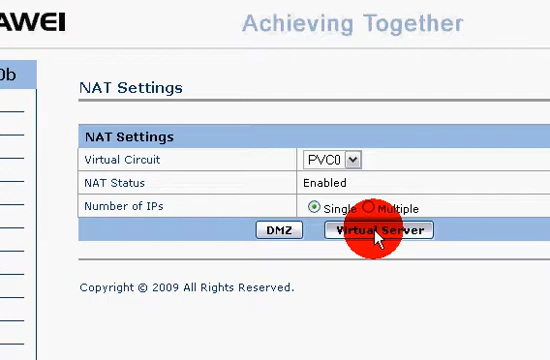 AWEI Achieving Together
0b
NAT Settings
NAT Settings
Virtual Circuit PVC0
NAT Status Enabled
Number of IPs Single Multiple
DMZ Virtual Server
Copyright © 2009 All Rights Reserved.